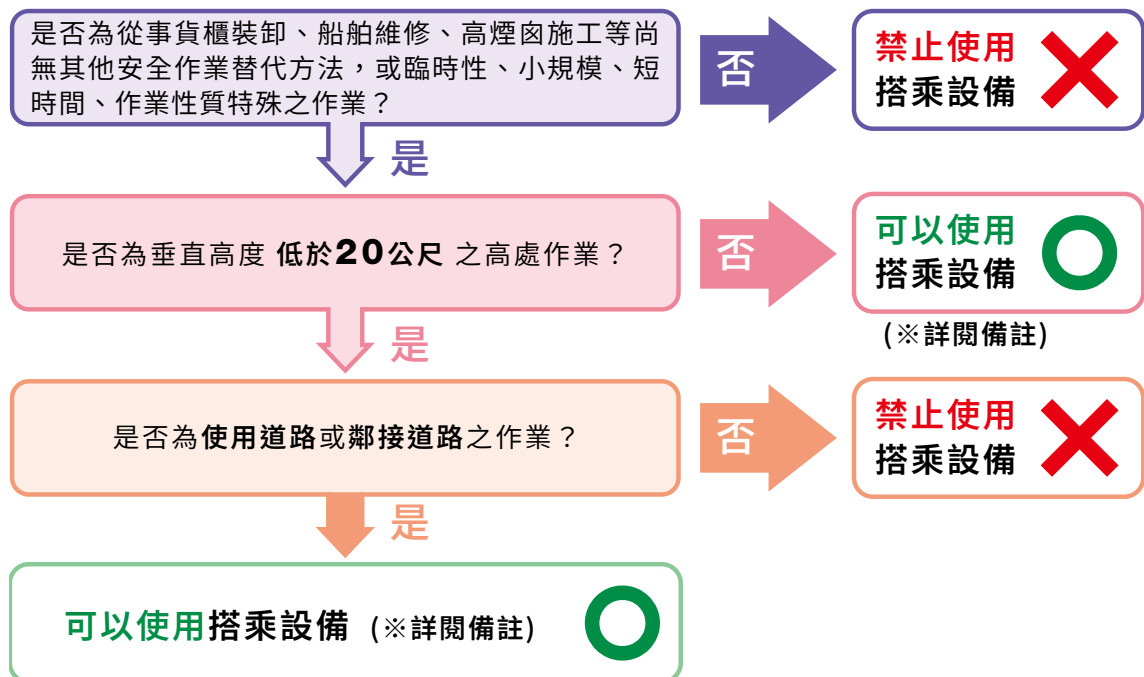 是否為從事貨櫃裝卸、船舶維修、高煙囪施工等尚
無其他安全作業替代方法，或臨時性、小規模、短
時間、作業性質特殊之作業？
否
禁止使用
搭乘設備
是
是否為垂直高度 低於20公尺 之高處作業？
否
可以使用
搭乘設備
(※詳閱備註)
是
是否為使用道路或鄰接道路之作業？
否
禁止使用
搭乘設備
是
可以使用搭乘設備 (※詳閱備註)